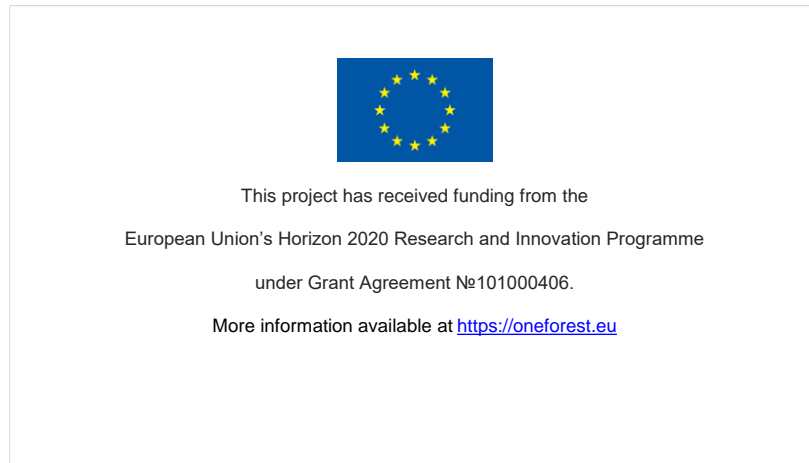 This project has received funding from the
European Union’s Horizon 2020 Research and Innovation Programme
under Grant Agreement №101000406.
More information available at https://oneforest.eu